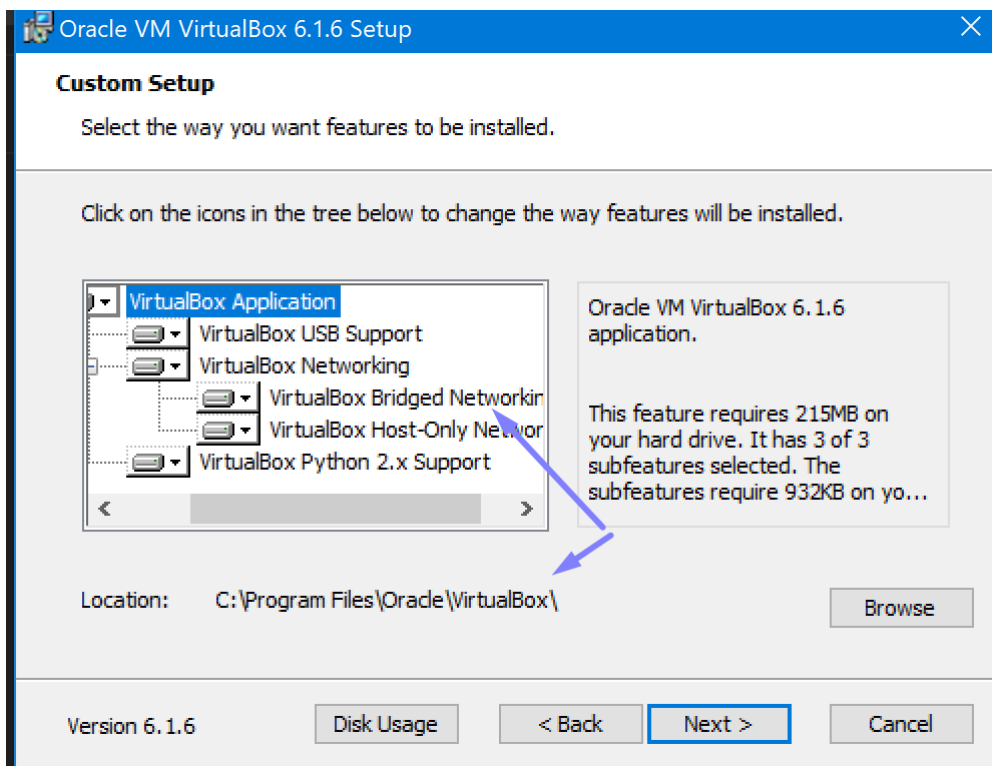 Oracle VM VirtualBox 6.1.6 Setup
Custom Setup
Select the way you want features to be installed.
Click on the icons in the tree below to change the way features will be installed.
VirtualBox Application
VirtualBox USB Support
VirtualBox Networking
VirtualBox Bridged Networkin
VirtualBox Host-Only Networ
VirtualBox Python 2.x Support
Oracle VM VirtualBox 6.1.6
application.
This feature requires 215MB on
your hard drive. It has 3 of 3
subfeatures selected. The
subfeatures require 932KB on yo...
Location: C:\Program Files\Oracle\VirtualBox\
Browse
Version 6.1.6
Disk Usage
< Back
Next >
Cancel